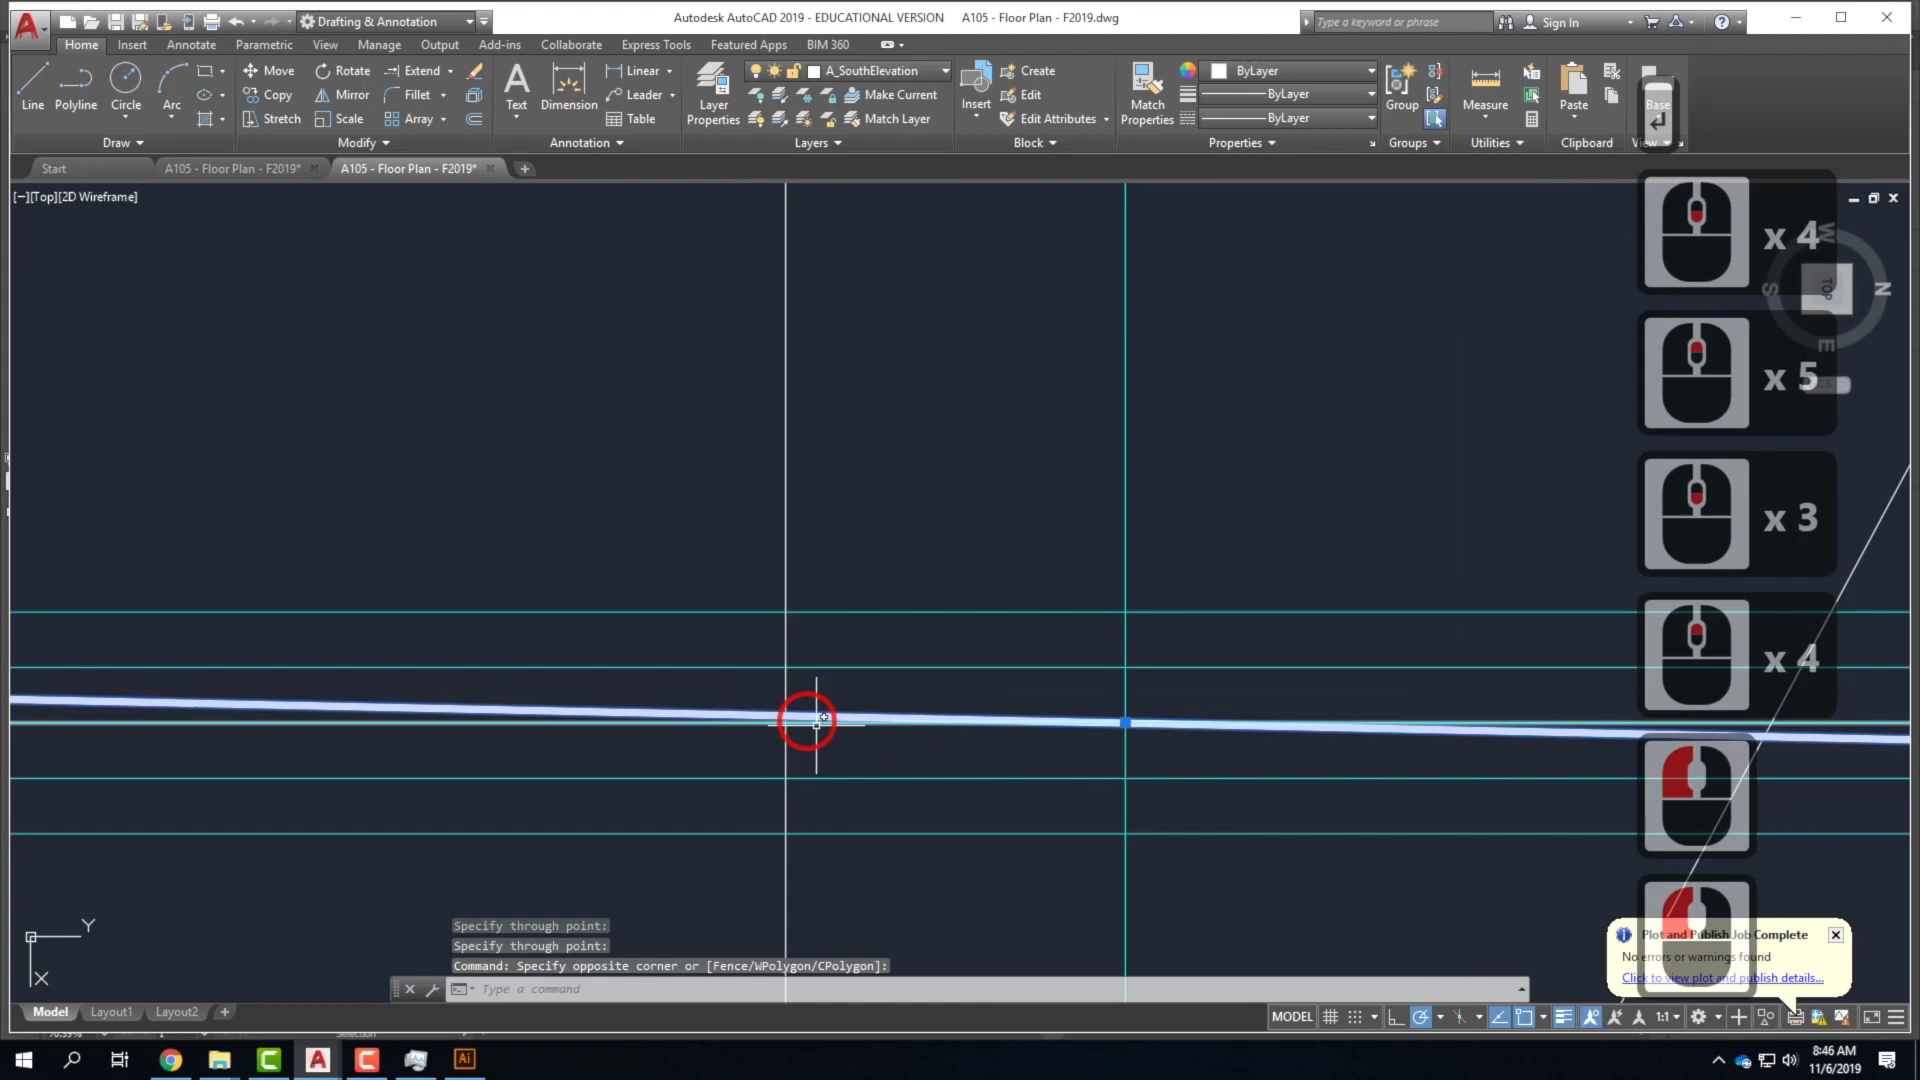 Drafting & Annotation
Autodesk AutoCAD 2019 - EDUCATIONAL VERSION A105 - Floor Plan - F2019.dwg
Type a keyword or phrase
Sign In
Home Insert Annotate Parametric View Manage Output Add-ins Collaborate Express Tools Featured Apps BIM 360
Move Rotate Extend Linear A_SouthElevation Create ByLayer
Line Polyline Circle Arc Copy Mirror Fillet Text Dimension Leader Layer Properties Make Current Insert Edit Match Properties ByLayer Group Measure Paste Base
Stretch Scale Array Table Match Layer Edit Attributes ByLayer
Draw Modify Annotation Layers Block Properties Groups Utilities Clipboard View
Start A105 - Floor Plan - F2019* A105 - Floor Plan - F2019*
[−][Top][2D Wireframe]
x 4
W
S TOP N
E
x 5
x 3
x 4
Y
X
Specify through point:
Specify through point:
Command: Specify opposite corner or [Fence/WPolygon/CPolygon]:
Type a command
Plot and Publish Job Complete
No errors or warnings found
Click to view plot and publish details...
Model Layout1 Layout2
MODEL 1:1
Ai
8:46 AM
11/6/2019